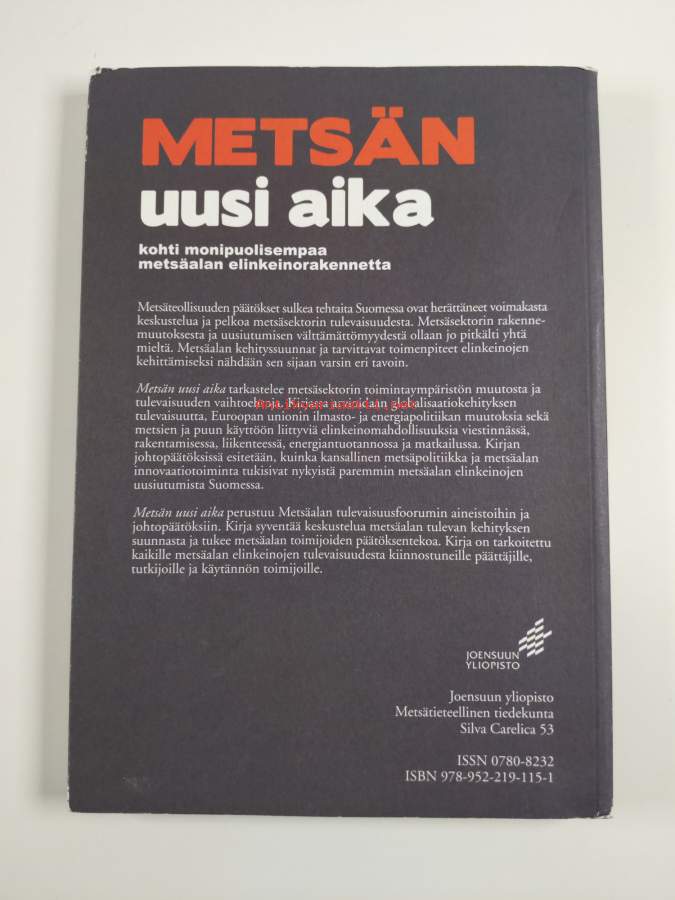 METSÄN
uusi aika
kohti monipuolisempaa
metsäalan elinkeinorakennetta
Metsäteollisuuden päätökset sulkea tehtaita Suomessa ovat herättäneet voimakasta
keskustelua ja pelkoa metsäsektorin tulevaisuudesta. Metsäsektorin rakenne-
muutoksesta ja uusiutumisen välttämättömyydestä ollaan jo pitkälti yhtä
mieltä. Metsäalan kehityssuunnat ja tarvittavat toimenpiteet elinkeinojen
kehittämiseksi nähdään sen sijaan varsin eri tavoin.
Metsän uusi aika tarkastelee metsäsektorin toimintaympäristön muutosta ja
tulevaisuuden vaihtoehtoja. Kirjassa arvioidaan globalisaatiokehityksen
tulevaisuutta, Euroopan unionin ilmasto- ja energiapolitiikan muutoksia sekä
metsien ja puun käyttöön liittyviä elinkeinomahdollisuuksia viestinnässä,
rakentamisessa, liikenteessä, energiantuotannossa ja matkailussa. Kirjan
johtopäätöksissä esitetään, kuinka kansallinen metsäpolitiikka ja metsäalan
innovaatiotoiminta tukisivat nykyistä paremmin metsäalan elinkeinojen
uusiutumista Suomessa.
Metsän uusi aika perustuu Metsäalan tulevaisuusfoorumin aineistoihin ja
johtopäätöksiin. Kirja syventää keskustelua metsäalan tulevan kehityksen
suunnasta ja tukee metsäalan toimijoiden päätöksentekoa. Kirja on tarkoitettu
kaikille metsäalan elinkeinojen tulevaisuudesta kiinnostuneille päättäjille,
tutkijoille ja käytännön toimijoille.
JOENSUUN
YLIOPISTO
Joensuun yliopisto
Metsätieteellinen tiedekunta
Silva Carelica 53
ISSN 0780-8232
ISBN 978-952-219-115-1